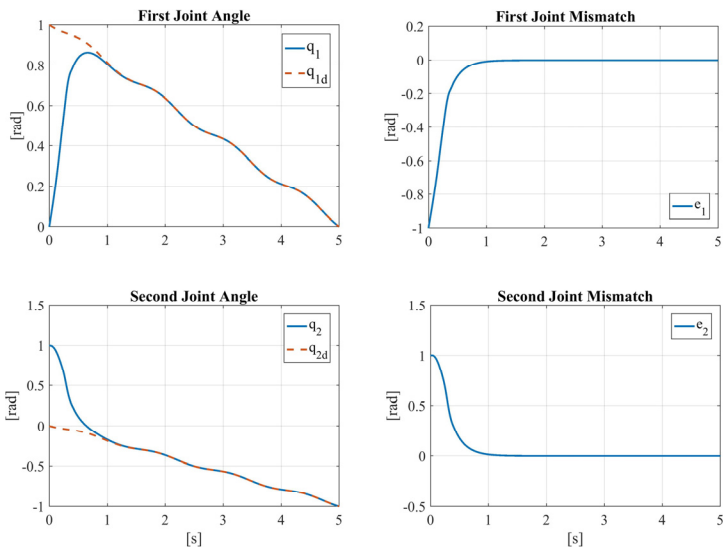 First Joint Angle
1
0.8
0.6
0.4
0.2
0
[rad]
q1
q1d
0 1 2 3 4 5
First Joint Mismatch
0.2
0
-0.2
-0.4
-0.6
-0.8
-1
[rad]
e1
0 1 2 3 4 5
Second Joint Angle
1.5
1
0.5
0
-0.5
-1
[rad]
q2
q2d
0 1 2 3 4 5
[s]
Second Joint Mismatch
1.5
1
0.5
0
-0.5
[rad]
e2
0 1 2 3 4 5
[s]